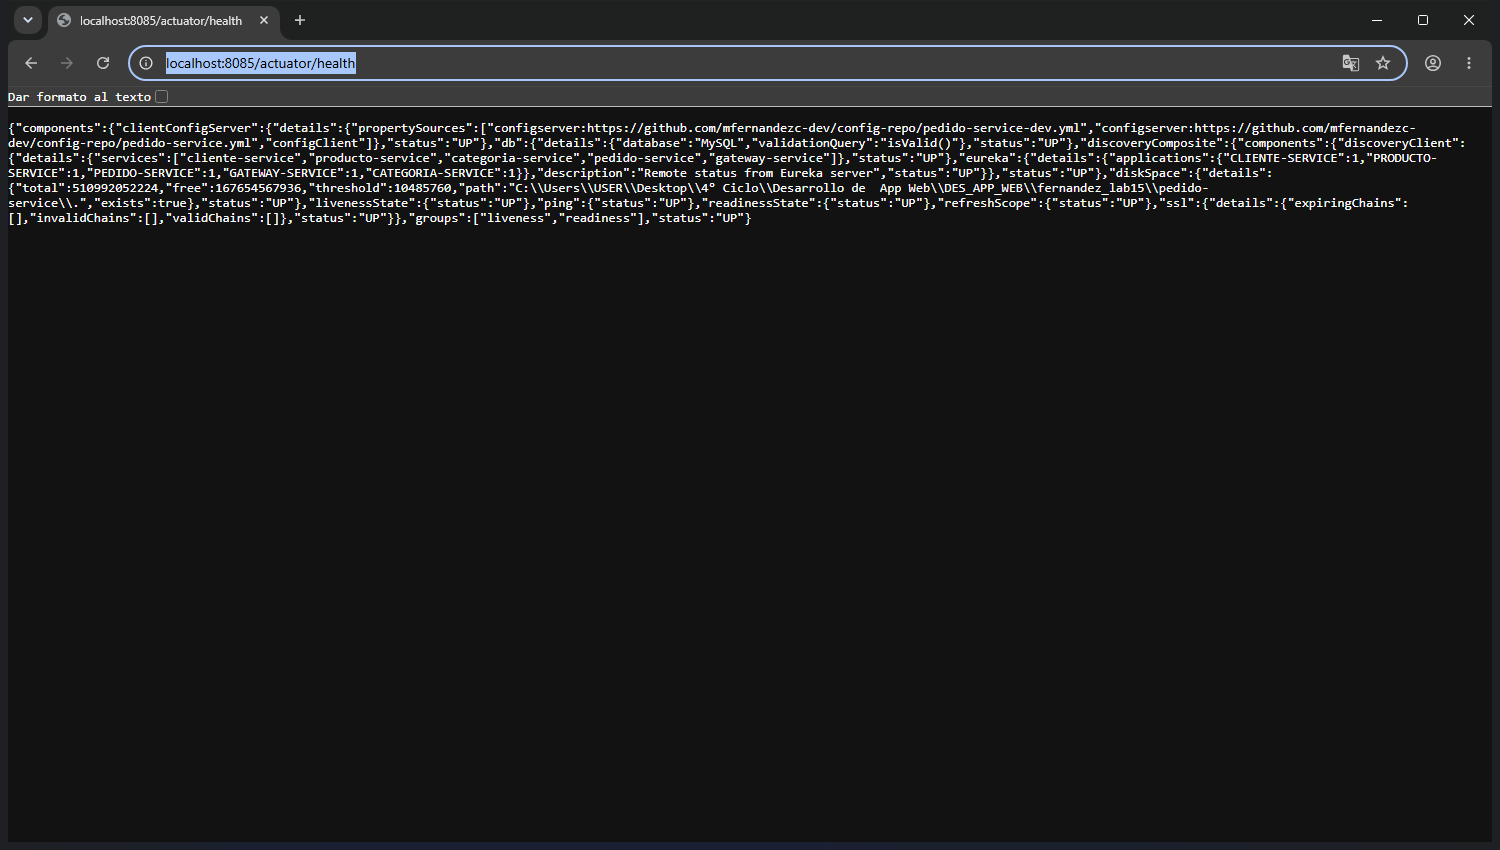 localhost:8085/actuator/health
localhost:8085/actuator/health
Dar formato al texto
{"components":{"clientConfigServer":{"details":{"propertySources":["configserver:https://github.com/mfernandezc-dev/config-repo/pedido-service-dev.yml","configserver:https://github.com/mfernandezc-
dev/config-repo/pedido-service.yml","configClient"]},"status":"UP"},"db":{"details":{"database":"MySQL","validationQuery":"isValid()"},"status":"UP"},"discoveryComposite":{"components":{"discoveryClient":
{"details":{"services":["cliente-service","producto-service","categoria-service","pedido-service","gateway-service"]},"status":"UP"},"eureka":{"details":{"applications":{"CLIENTE-SERVICE":1,"PRODUCTO-
SERVICE":1,"PEDIDO-SERVICE":1,"GATEWAY-SERVICE":1,"CATEGORIA-SERVICE":1}},"description":"Remote status from Eureka server","status":"UP"}},"status":"UP"},"diskSpace":{"details":
{"total":510992052224,"free":167654567936,"threshold":10485760,"path":"C:\\Users\\USER\\Desktop\\4° Ciclo\\Desarrollo de  App Web\\DES_APP_WEB\\fernandez_lab15\\pedido-
service\\.","exists":true},"status":"UP"},"livenessState":{"status":"UP"},"ping":{"status":"UP"},"readinessState":{"status":"UP"},"refreshScope":{"status":"UP"},"ssl":{"details":{"expiringChains":
[],"invalidChains":[],"validChains":[]},"status":"UP"}},"groups":["liveness","readiness"],"status":"UP"}